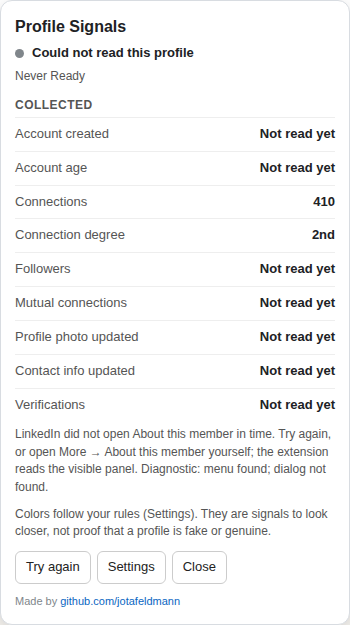 Profile Signals
Could not read this profile
Never Ready
COLLECTED
Account created Not read yet
Account age Not read yet
Connections 410
Connection degree 2nd
Followers Not read yet
Mutual connections Not read yet
Profile photo updated Not read yet
Contact info updated Not read yet
Verifications Not read yet
LinkedIn did not open About this member in time. Try again,
or open More → About this member yourself; the extension
reads the visible panel. Diagnostic: menu found; dialog not
found.
Colors follow your rules (Settings). They are signals to look
closer, not proof that a profile is fake or genuine.
Try again Settings Close
Made by github.com/jotafeldmann